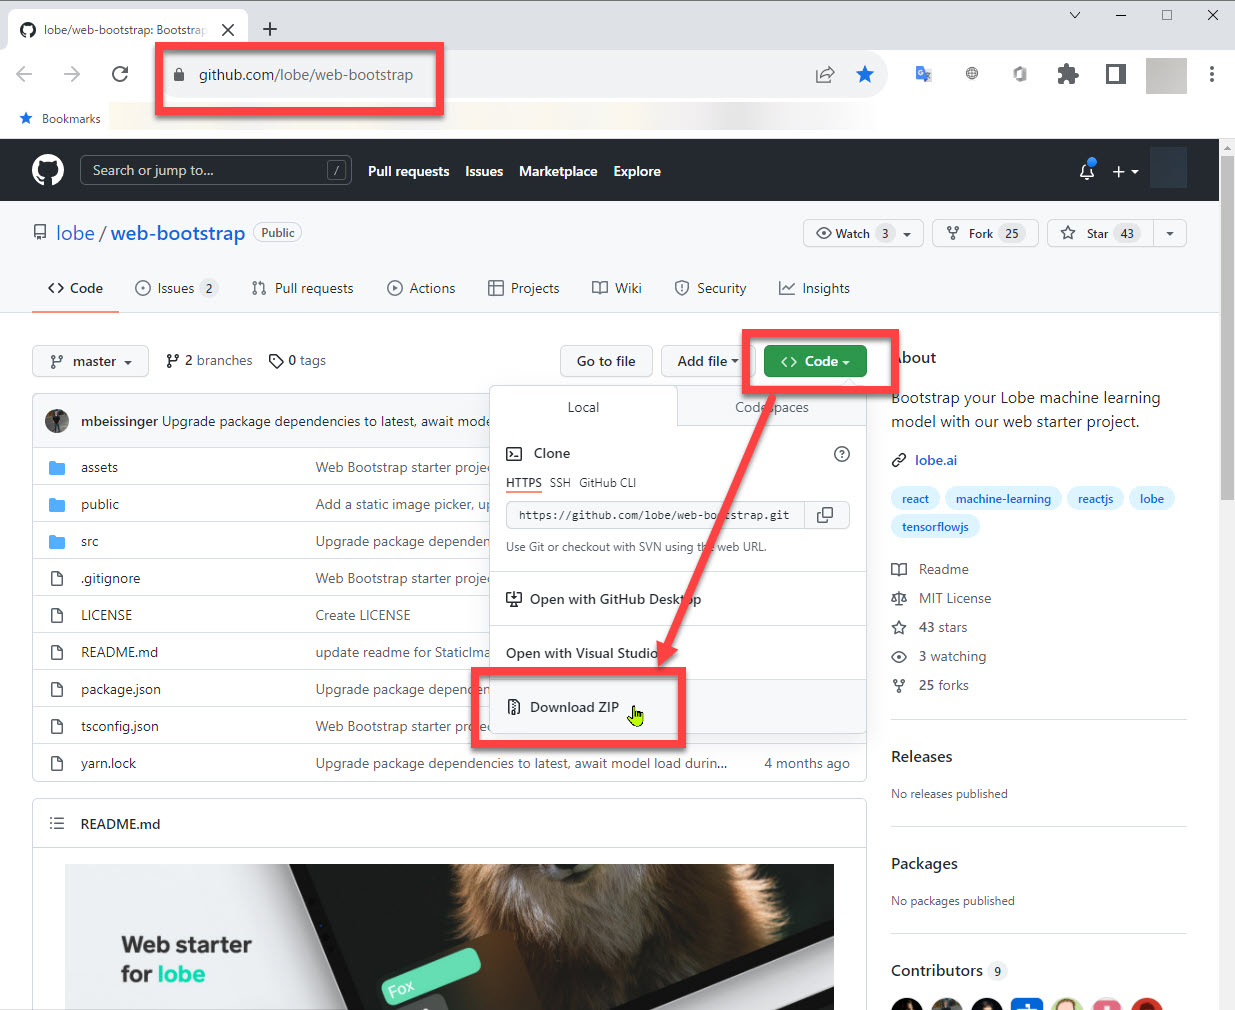 lobe/web-bootstrap: Bootstrap
github.com/lobe/web-bootstrap
Bookmarks
Search or jump to... /
Pull requests Issues Marketplace Explore
lobe / web-bootstrap Public
Watch 3 Fork 25 Star 43
Code Issues 2 Pull requests Actions Projects Wiki Security Insights
master 2 branches 0 tags Go to file Add file Code
About
Bootstrap your Lobe machine learning
model with our web starter project.
lobe.ai
react machine-learning reactjs lobe
tensorflowjs
Readme
MIT License
43 stars
3 watching
25 forks
Releases
No releases published
Packages
No packages published
Contributors 9
Local Codespaces
Clone
HTTPS SSH GitHub CLI
https://github.com/lobe/web-bootstrap.git
Use Git or checkout with SVN using the web URL.
Open with GitHub Desktop
Open with Visual Studio
Download ZIP
mbeissinger Upgrade package dependencies to latest, await mode
assets Web Bootstrap starter projec
public Add a static image picker, up
src Upgrade package dependen
.gitignore Web Bootstrap starter projec
LICENSE Create LICENSE
README.md update readme for StaticIma
package.json Upgrade package dependen
tsconfig.json Web Bootstrap starter proje
yarn.lock Upgrade package dependencies to latest, await model load durin... 4 months ago
README.md
Web starter
for lobe
Fox